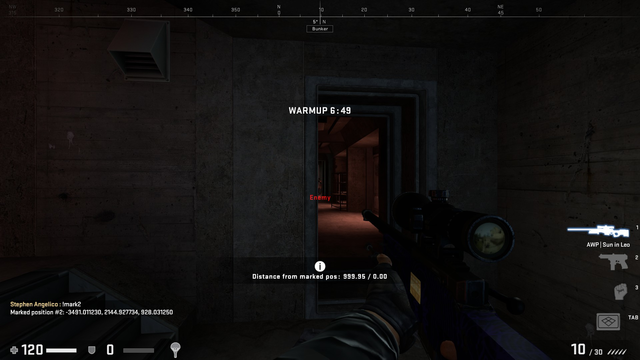 320 330 340 350 N 10 20 30 40 NE 50
0 45
5° N
Bunker
WARMUP 6:49
Enemy
1
AWP | Sun in Leo
2
3
TAB
Distance from marked pos: 999.95 / 0.00
Stephen Angelico : !mark2
Marked position #2: -3491.011230, 2144.927734, 928.031250
120
0
10 / 30